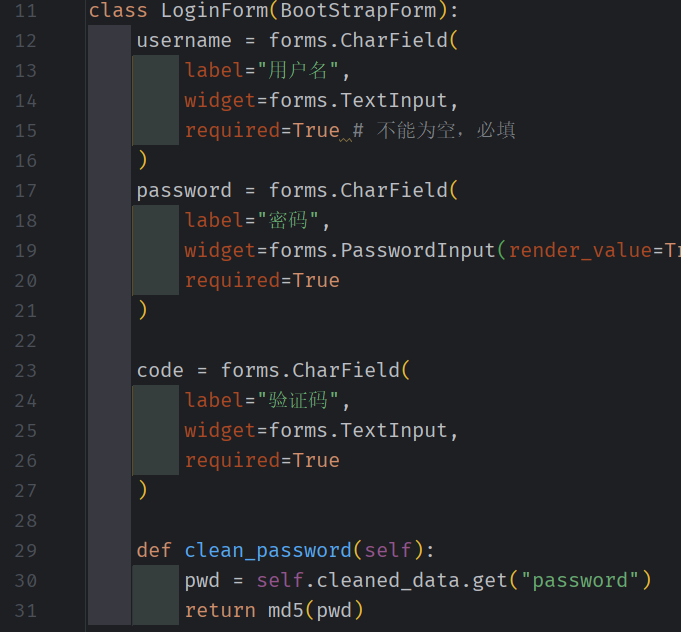 11 class LoginForm(BootStrapForm):
12 username = forms.CharField(
13 label="用户名",
14 widget=forms.TextInput,
15 required=True # 不能为空，必填
16 )
17 password = forms.CharField(
18 label="密码",
19 widget=forms.PasswordInput(render_value=Tr
20 required=True
21 )
22
23 code = forms.CharField(
24 label="验证码",
25 widget=forms.TextInput,
26 required=True
27 )
28
29 def clean_password(self):
30 pwd = self.cleaned_data.get("password")
31 return md5(pwd)